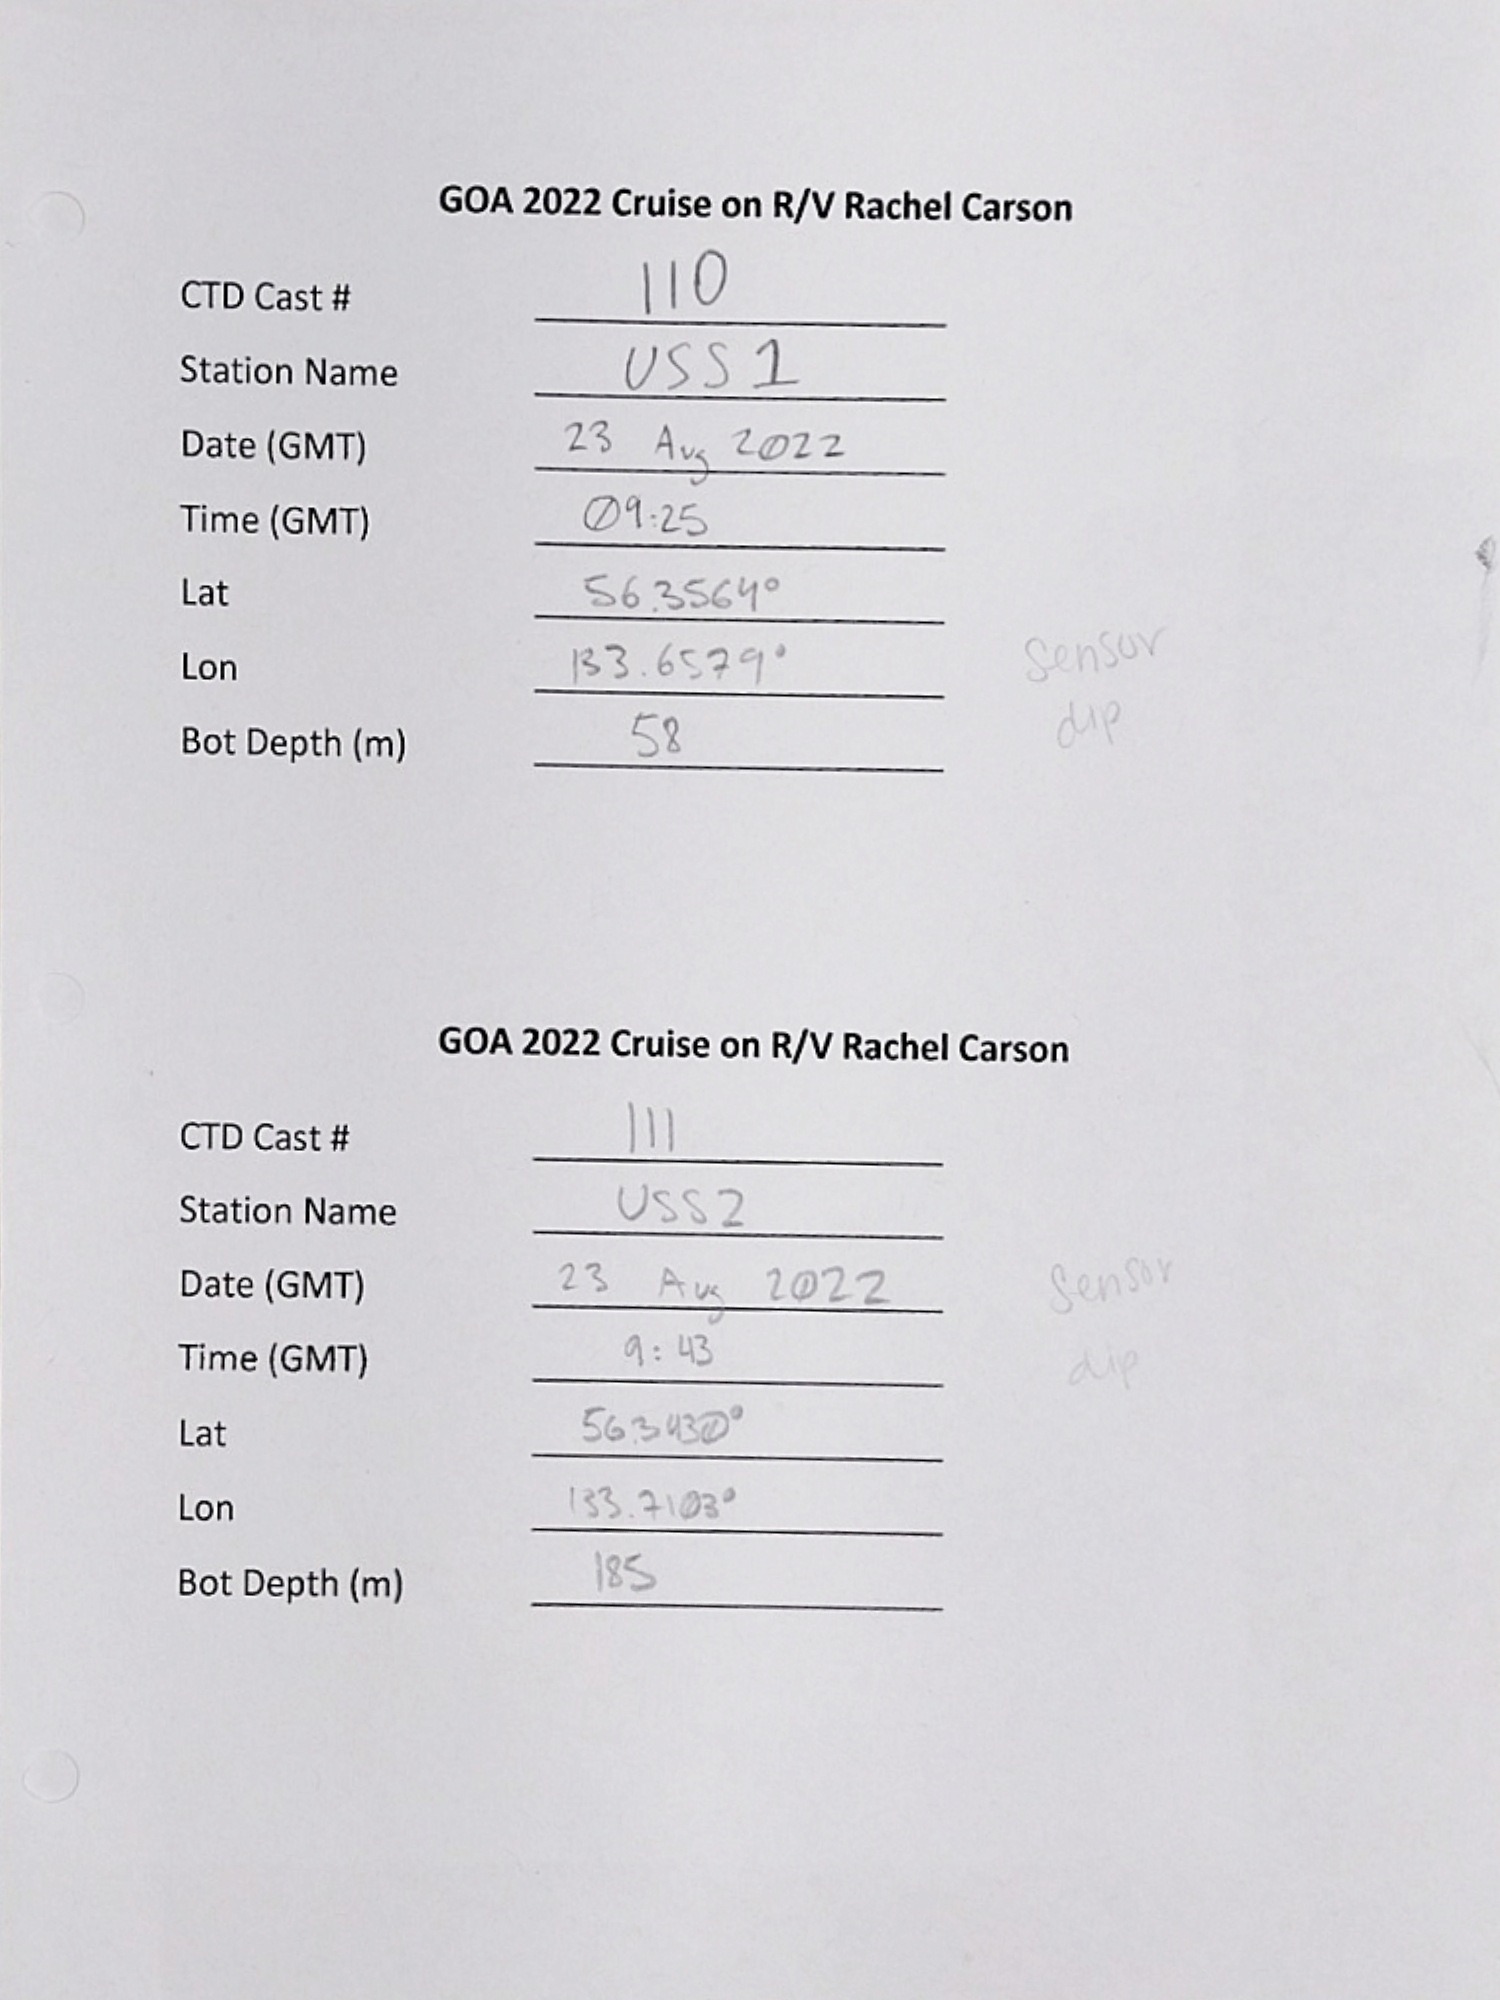 GOA 2022 Cruise on R/V Rachel Carson
CTD Cast # 110
Station Name USS1
Date (GMT) 23 Aug 2022
Time (GMT) 09:25
Lat 56.3564°
Lon 133.6579°
Sensor
dip
Bot Depth (m) 58
GOA 2022 Cruise on R/V Rachel Carson
CTD Cast # 111
Station Name USS2
Date (GMT) 23 Aug 2022
Sensor
dip
Time (GMT) 9:43
Lat 56.3430°
Lon 133.7103°
Bot Depth (m) 185